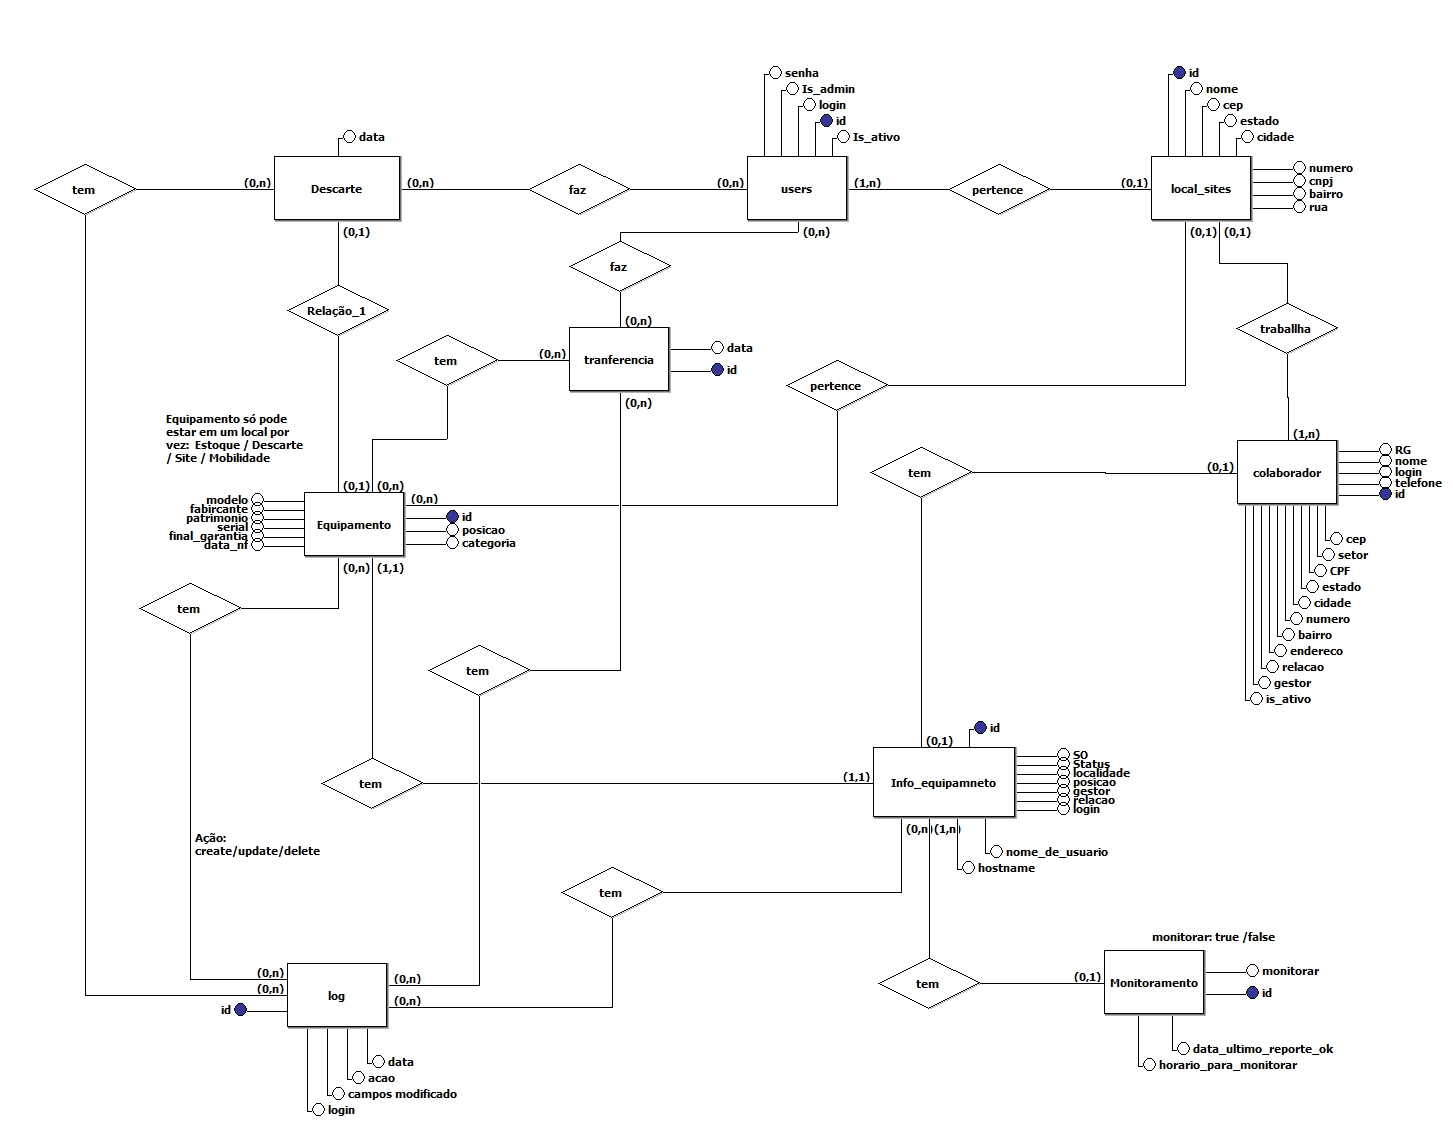 senha
Is_admin
login
id
Is_ativo
id
nome
cep
estado
cidade
data
tem
(0,n)
Descarte
(0,n)
faz
(0,n)
users
(1,n)
pertence
(0,1)
local_sites
numero
cnpj
bairro
rua
(0,1)
(0,n)
(0,1)
(0,1)
faz
Relação_1
(0,n)
traballha
tem
(0,n)
tranferencia
data
id
pertence
(0,n)
Equipamento só pode
estar em um local por
vez: Estoque / Descarte
/ Site / Mobilidade
(1,n)
tem
(0,1)
colaborador
RG
nome
login
telefone
id
(0,1)
(0,n)
(0,n)
modelo
fabircante
patrimonio
serial
final_garantia
data_nf
Equipamento
id
posicao
categoria
(0,n)
(1,1)
cep
setor
CPF
estado
cidade
numero
bairro
endereco
relacao
gestor
is_ativo
tem
tem
id
(0,1)
tem
(1,1)
Info_equipamneto
SO
Status
localidade
posicao
gestor
relacao
login
(0,n)
(1,n)
nome_de_usuario
hostname
Ação:
create/update/delete
tem
monitorar: true /false
tem
(0,1)
Monitoramento
monitorar
id
data_ultimo_reporte_ok
horario_para_monitorar
(0,n)
(0,n)
id
log
(0,n)
(0,n)
data
acao
campos modificado
login